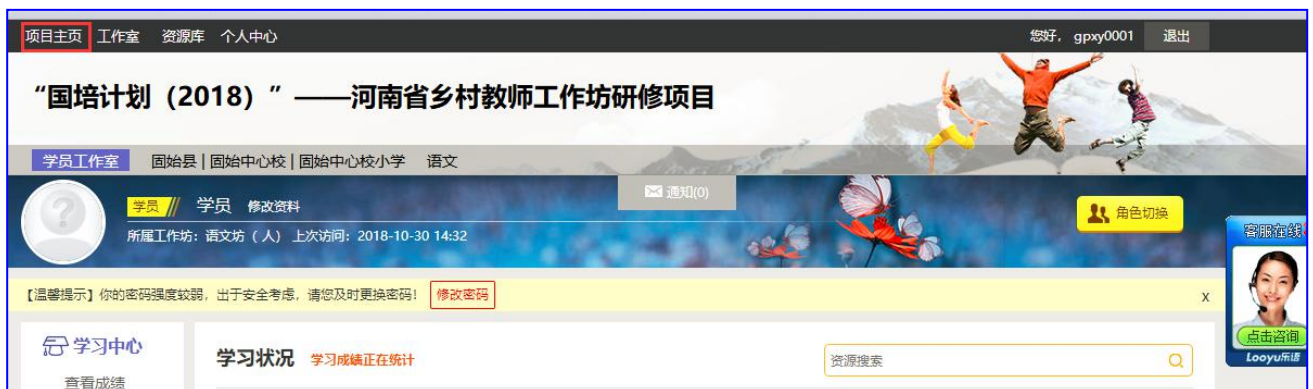 项目主页 工作室 资源库 个人中心 您好, gpxy0001 退出
“国培计划（2018）”——河南省乡村教师工作坊研修项目
学员工作室 固始县 | 固始中心校 | 固始中心校小学 语文
通知(0)
学员 学员 修改资料
角色切换
所属工作坊: 语文坊 ( 人) 上次访问: 2018-10-30 14:32
客服在线
【温馨提示】你的密码强度较弱, 出于安全考虑, 请您及时更换密码! 修改密码 x
点击咨询
Looyu乐语
学习中心
学习状况 学习成绩正在统计 资源搜索
查看成绩